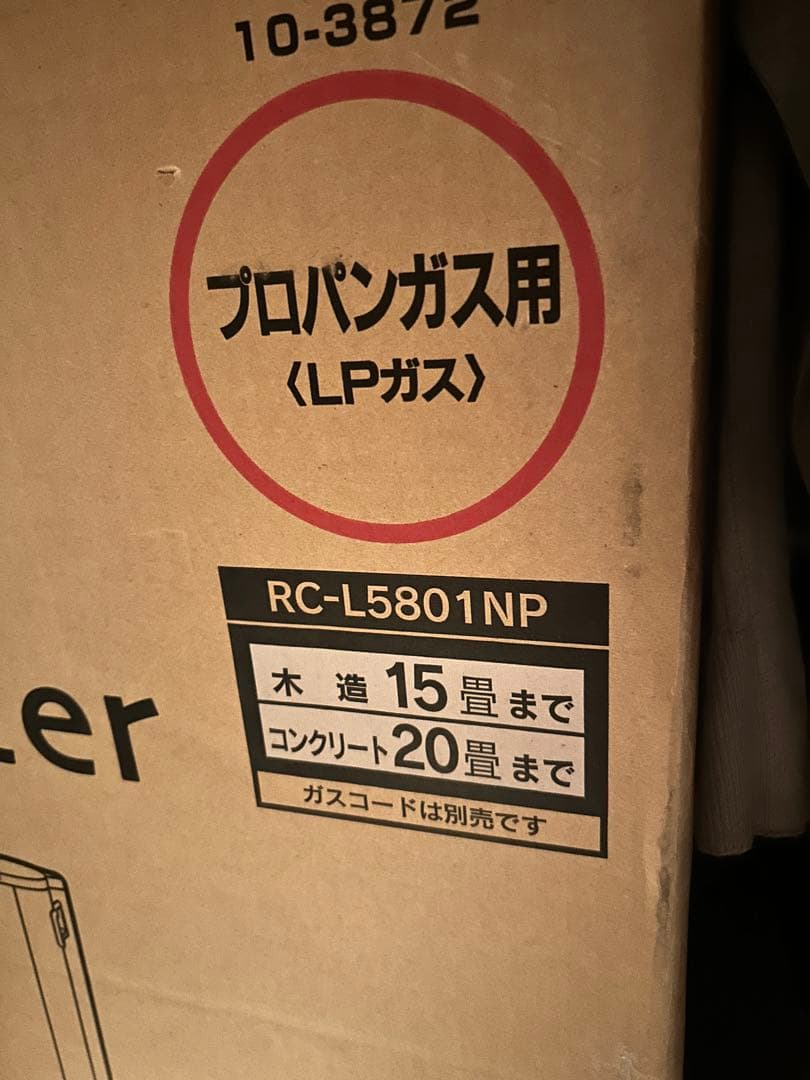 10-3872
プロパンガス用
〈LPガス〉
RC-L5801NP
木造 15畳まで
コンクリート20畳まで
ガスコードは別売です
er